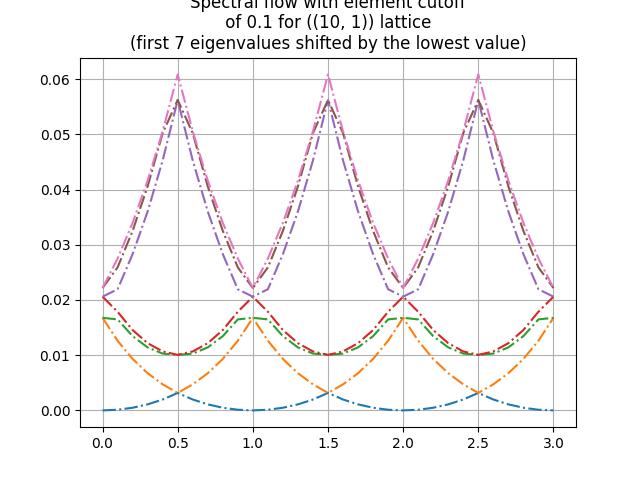 Spectral flow with element cutoff
of 0.1 for ((10, 1)) lattice
(first 7 eigenvalues shifted by the lowest value)
0.06
0.05
0.04
0.03
0.02
0.01
0.00
0.0 0.5 1.0 1.5 2.0 2.5 3.0